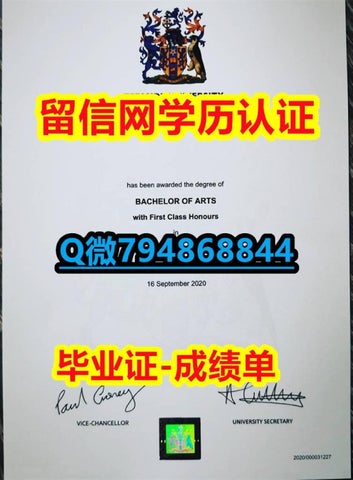 留信网学历认证
has been awarded the degree of
BACHELOR OF ARTS
with First Class Honours
in
Q微794868844
16 September 2020
毕业证-成绩单
VICE-CHANCELLOR
UNIVERSITY SECRETARY
2020/000031227